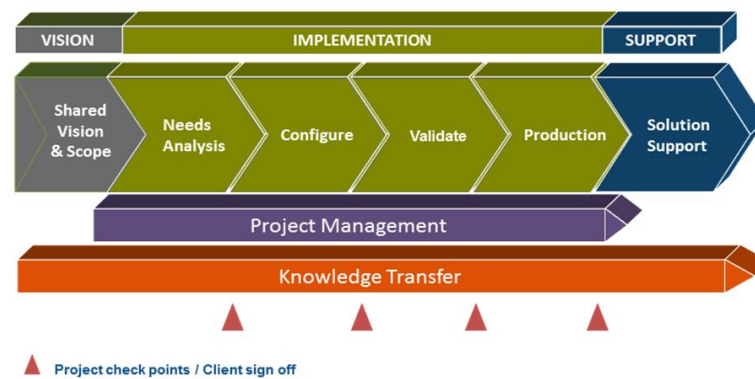 VISION
IMPLEMENTATION
SUPPORT
Shared
Vision
& Scope
Needs
Analysis
Configure
Validate
Production
Solution
Support
Project Management
Knowledge Transfer
Project check points / Client sign off